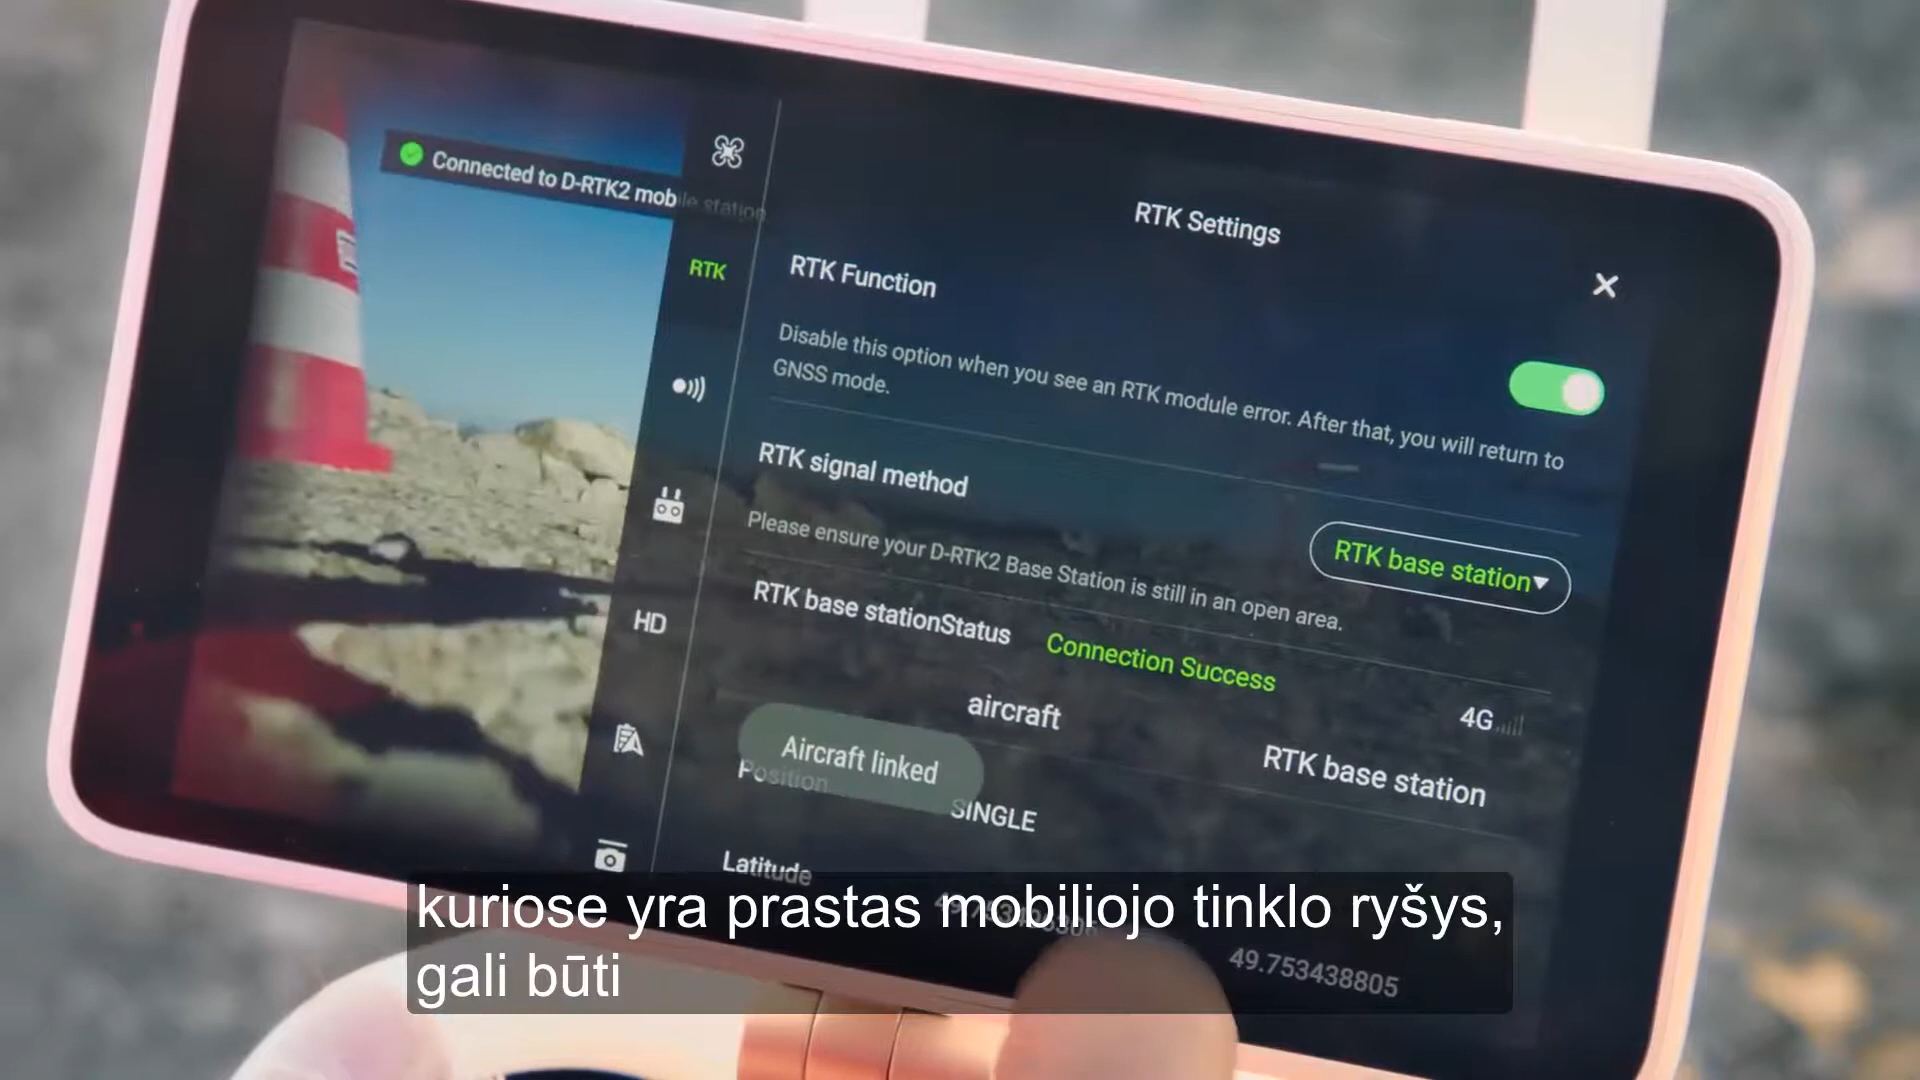 Connected to D-RTK2 mobile station
RTK Settings
RTK
RTK Function
Disable this option when you see an RTK module error. After that, you will return to
GNSS mode.
RTK signal method
RTK base station
Please ensure your D-RTK2 Base Station is still in an open area.
HD
RTK base stationStatus
Connection Success
4G
aircraft
RTK base station
Aircraft linked
Position
SINGLE
Latitude
49.753438805
kuriose yra prastas mobiliojo tinklo ryšys,
gali būti